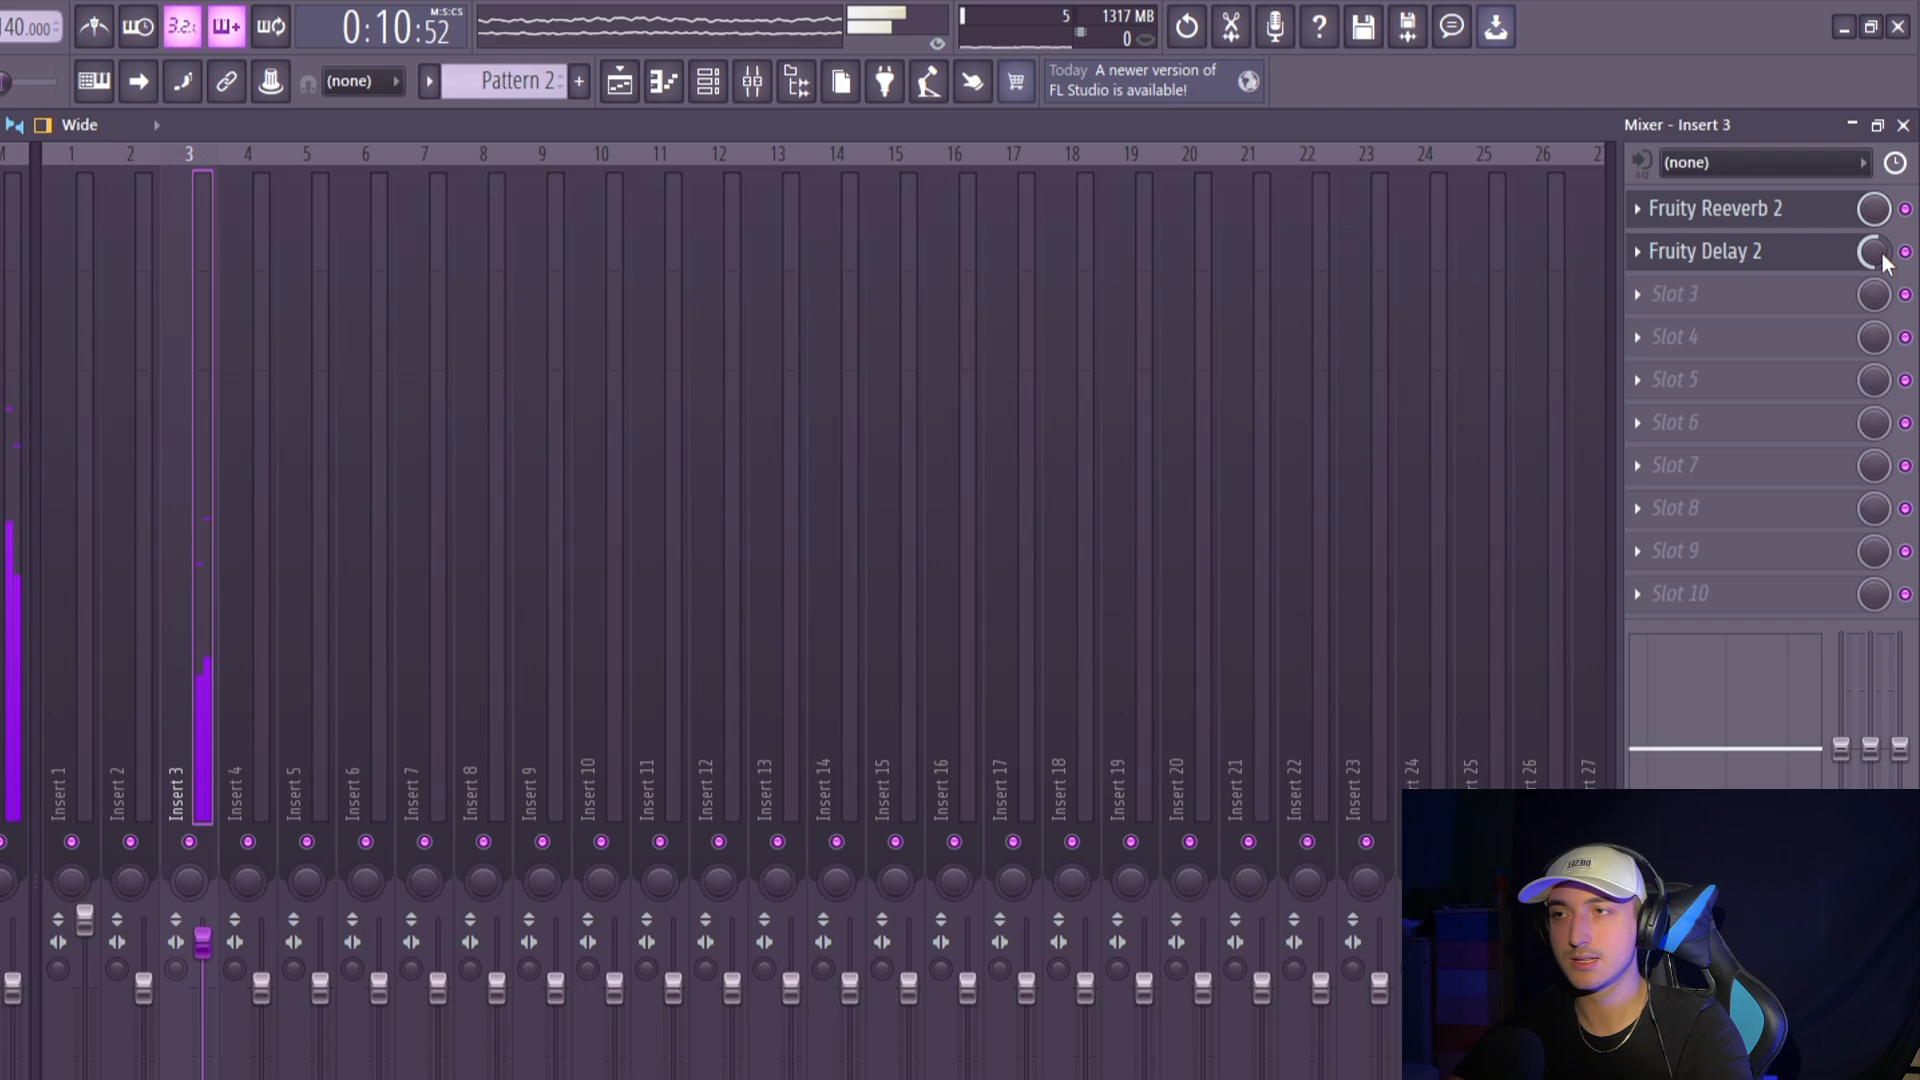 140.000
3.2:
0:10:52
M:S:CS
5
1317 MB
0
(none)
Pattern 2
Today A newer version of
FL Studio is available!
Wide
Mixer - Insert 3
M 1 2 3 4 5 6 7 8 9 10 11 12 13 14 15 16 17 18 19 20 21 22 23 24 25 26
(none)
Fruity Reeverb 2
Fruity Delay 2
Slot 3
Slot 4
Slot 5
Slot 6
Slot 7
Slot 8
Slot 9
Slot 10
Insert 1
Insert 2
Insert 3
Insert 4
Insert 5
Insert 6
Insert 7
Insert 8
Insert 9
Insert 10
Insert 11
Insert 12
Insert 13
Insert 14
Insert 15
Insert 16
Insert 17
Insert 18
Insert 19
Insert 20
Insert 21
Insert 22
Insert 23
24
25
26
27
DIESEL